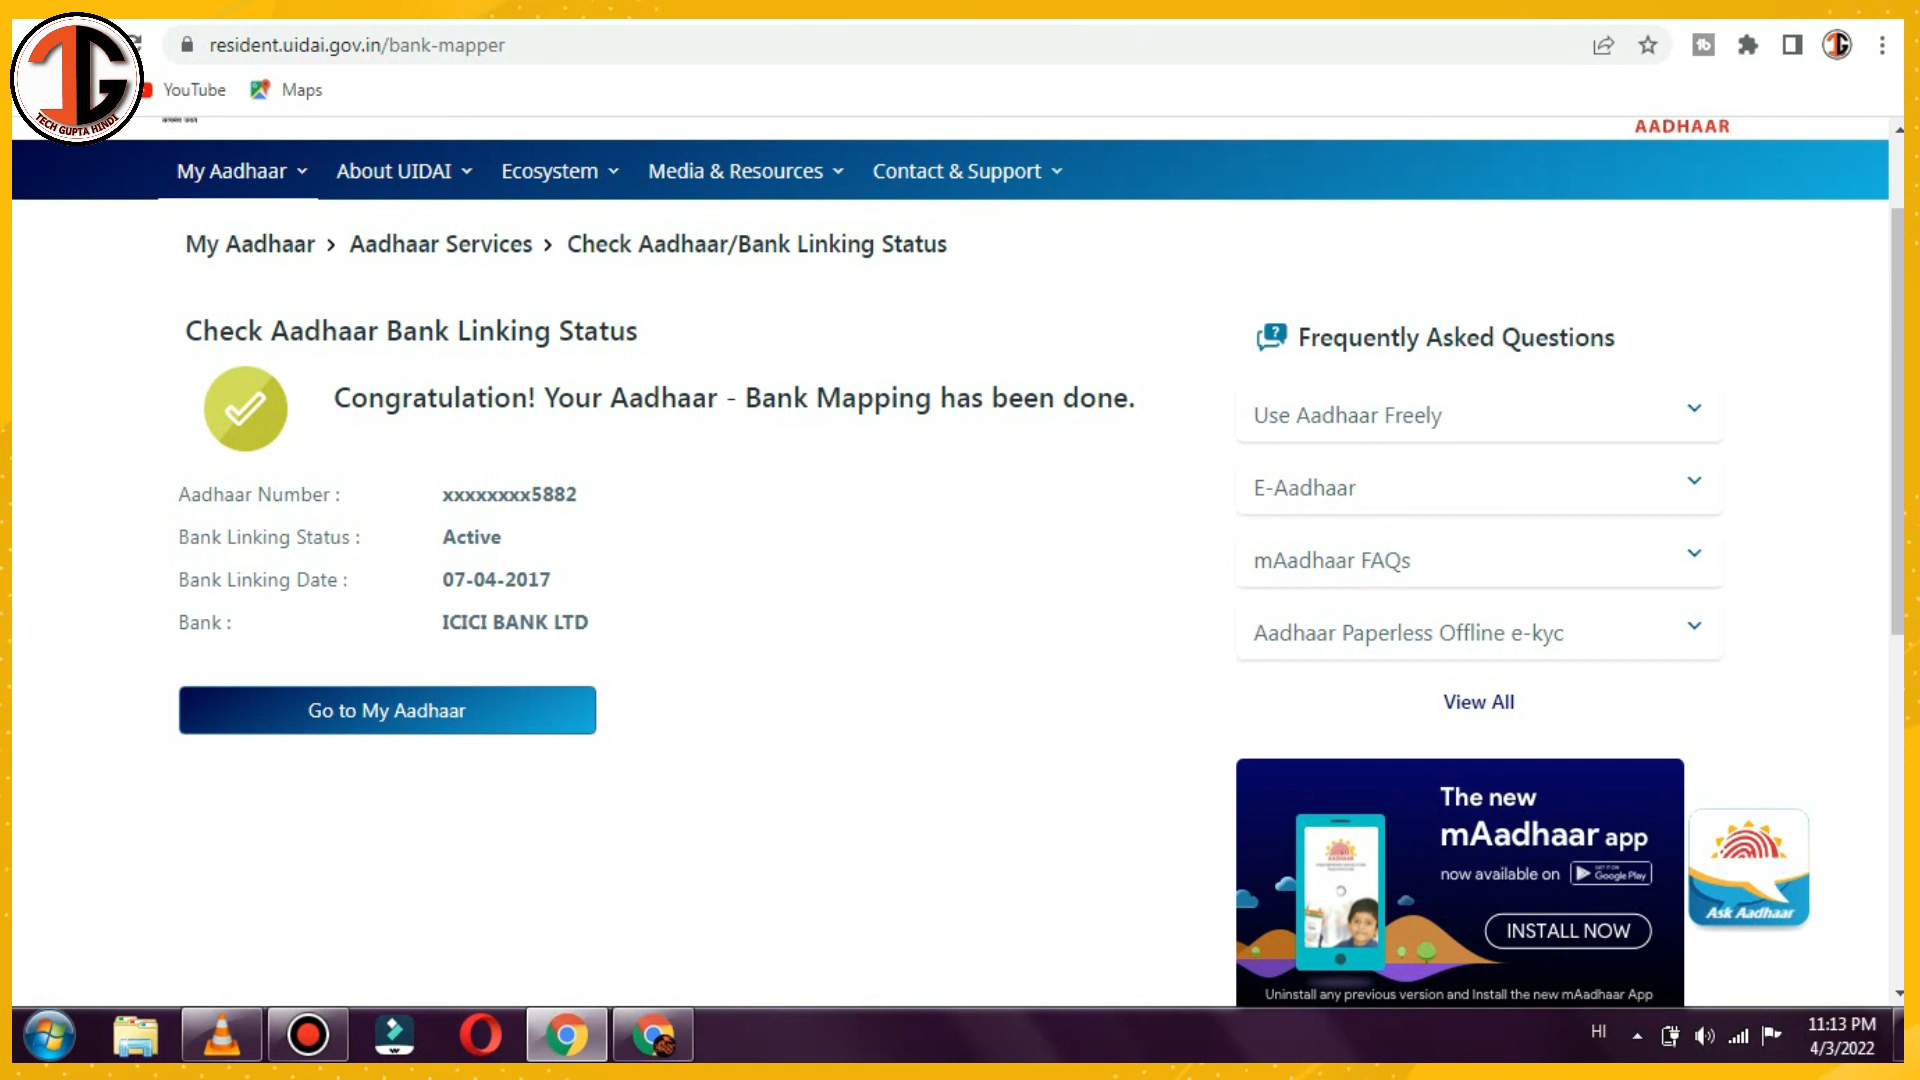 resident.uidai.gov.in/bank-mapper
TECH GUPTA HINDI
YouTube Maps
AADHAAR
My Aadhaar About UIDAI Ecosystem Media & Resources Contact & Support
My Aadhaar > Aadhaar Services > Check Aadhaar/Bank Linking Status
Check Aadhaar Bank Linking Status
Congratulation! Your Aadhaar - Bank Mapping has been done.
Aadhaar Number : xxxxxxxx5882
Bank Linking Status : Active
Bank Linking Date : 07-04-2017
Bank : ICICI BANK LTD
Go to My Aadhaar
Frequently Asked Questions
Use Aadhaar Freely
E-Aadhaar
mAadhaar FAQs
Aadhaar Paperless Offline e-kyc
View All
The new
mAadhaar app
now available on GET IT ON Google Play
INSTALL NOW
Uninstall any previous version and Install the new mAadhaar App
Ask Aadhaar
HI
11:13 PM
4/3/2022